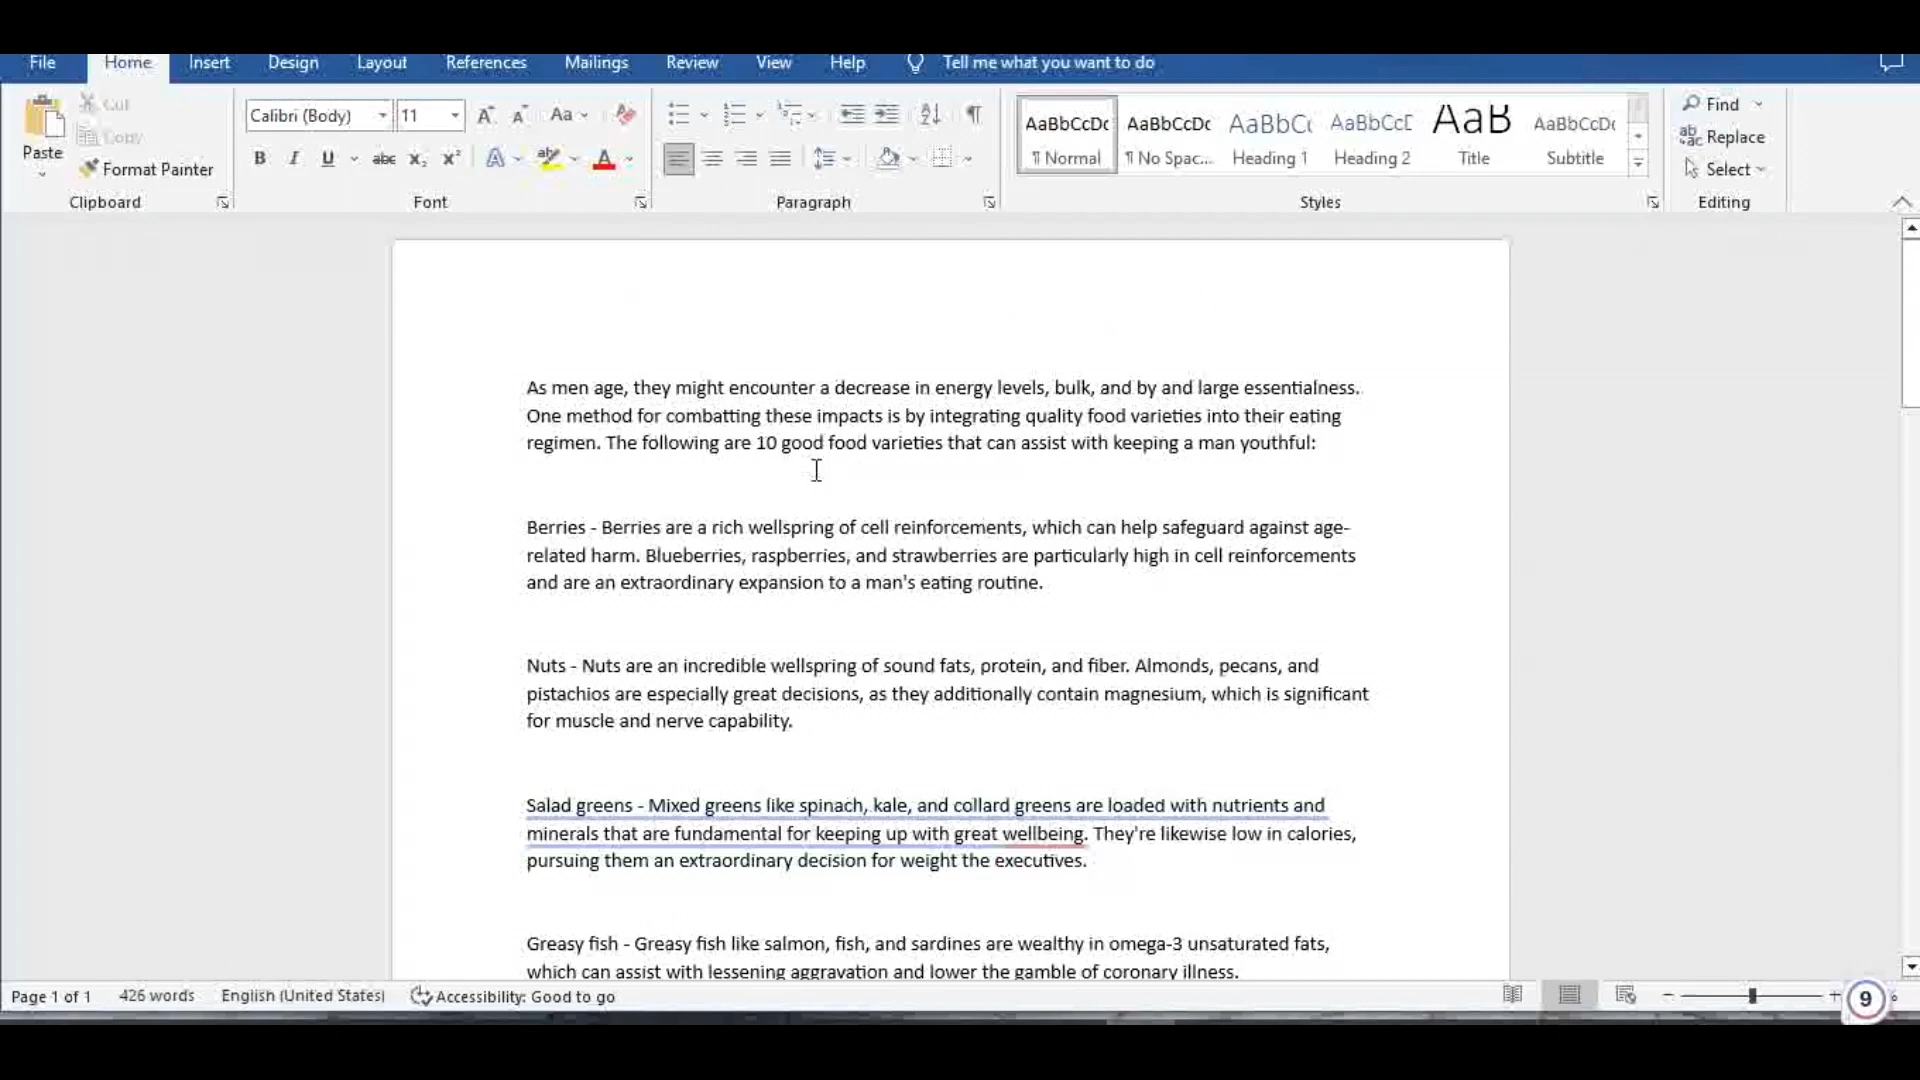 File Home Insert Design Layout References Mailings Review View Help Tell me what you want to do
Paste
Cut
Copy
Format Painter
Clipboard
Calibri (Body) 11
Font
Paragraph
AaBbCcDc AaBbCcDc AaBbC AaBbCcD AaB AaBbCcDc
¶ Normal ¶ No Spac... Heading 1 Heading 2 Title Subtitle
Styles
Find
Replace
Select
Editing
As men age, they might encounter a decrease in energy levels, bulk, and by and large essentialness.
One method for combatting these impacts is by integrating quality food varieties into their eating
regimen. The following are 10 good food varieties that can assist with keeping a man youthful:
Berries - Berries are a rich wellspring of cell reinforcements, which can help safeguard against age-
related harm. Blueberries, raspberries, and strawberries are particularly high in cell reinforcements
and are an extraordinary expansion to a man's eating routine.
Nuts - Nuts are an incredible wellspring of sound fats, protein, and fiber. Almonds, pecans, and
pistachios are especially great decisions, as they additionally contain magnesium, which is significant
for muscle and nerve capability.
Salad greens - Mixed greens like spinach, kale, and collard greens are loaded with nutrients and
minerals that are fundamental for keeping up with great wellbeing. They're likewise low in calories,
pursuing them an extraordinary decision for weight the executives.
Greasy fish - Greasy fish like salmon, fish, and sardines are wealthy in omega-3 unsaturated fats,
which can assist with lessening aggravation and lower the gamble of coronary illness.
Page 1 of 1 426 words English (United States) Accessibility: Good to go 9